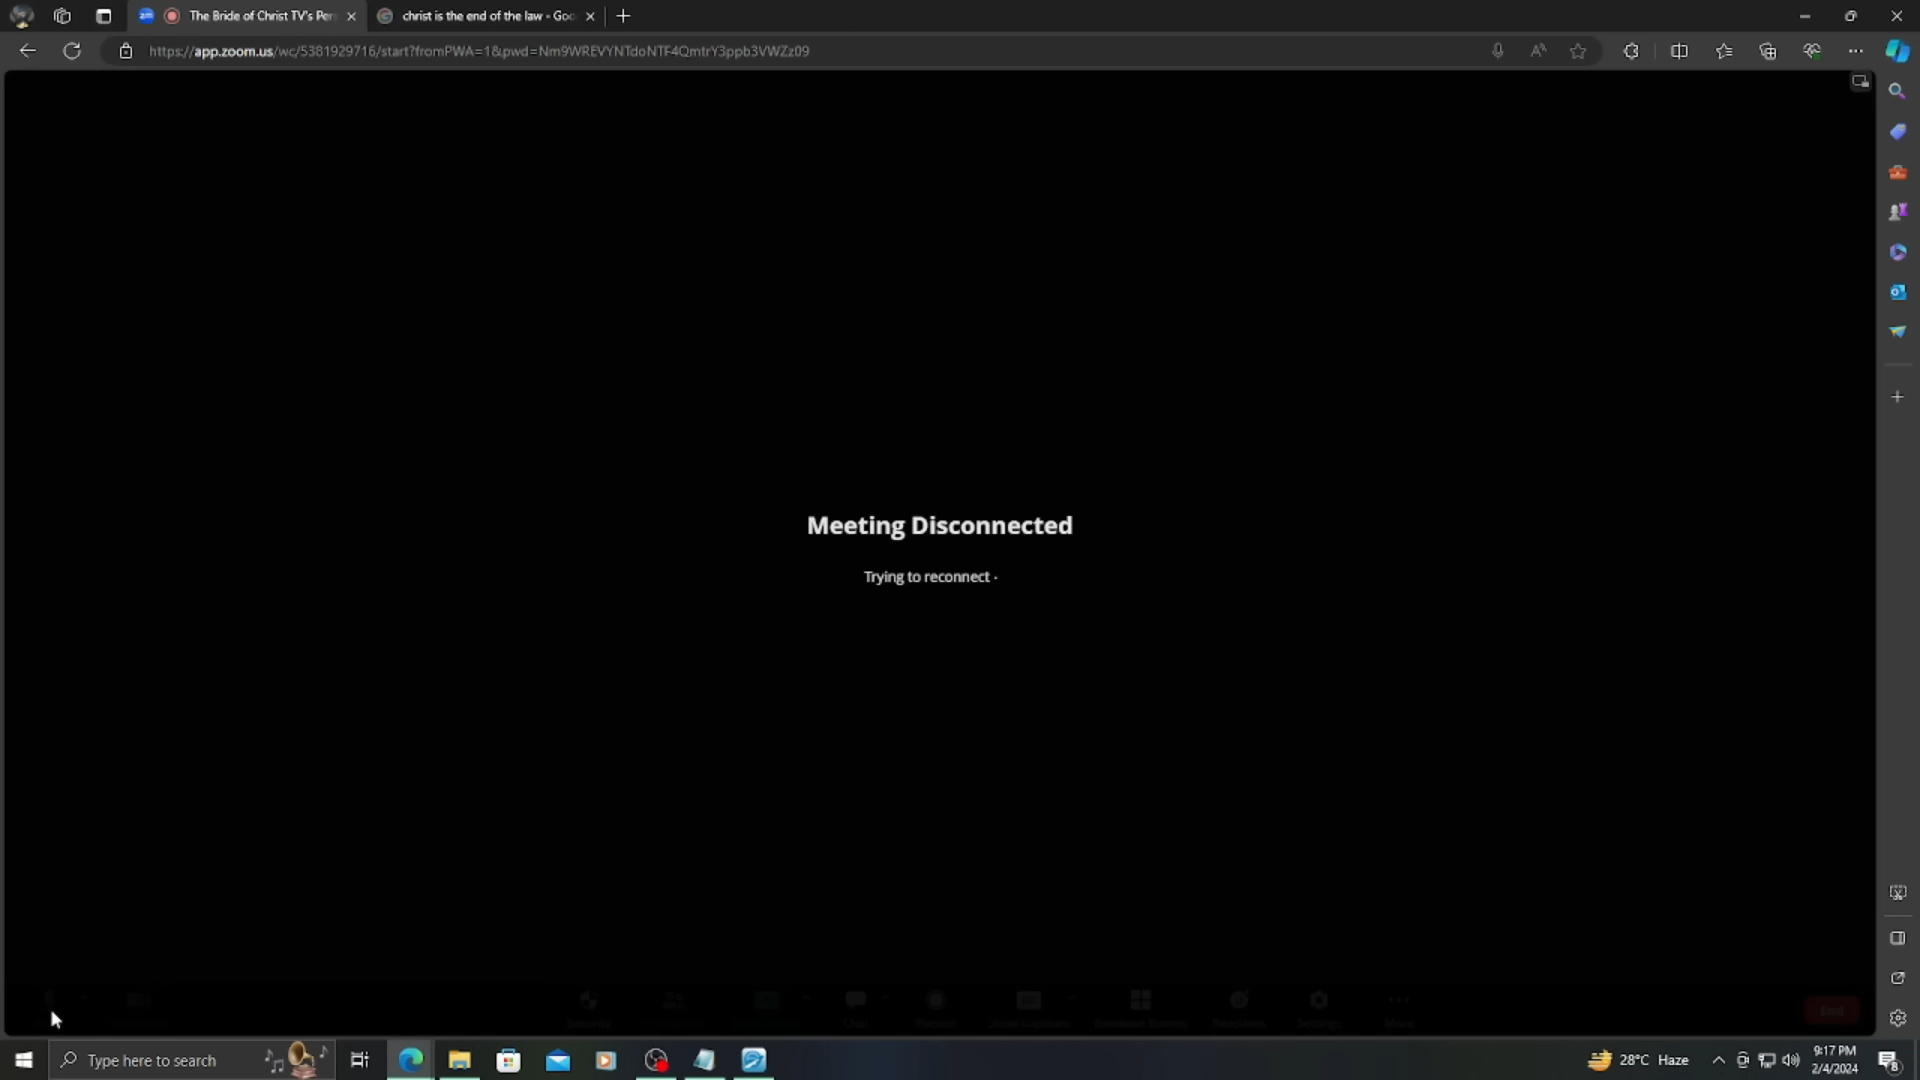 The Bride of Christ TV's Per
christ is the end of the law - Goo
https://app.zoom.us/wc/5381929716/start?fromPWA=1&pwd=Nm9WREVYNTdoNTF4QmtrY3ppb3VWZz09
Meeting Disconnected
Trying to reconnect ·
End
Type here to search
28°C Haze
9:17 PM
2/4/2024
8